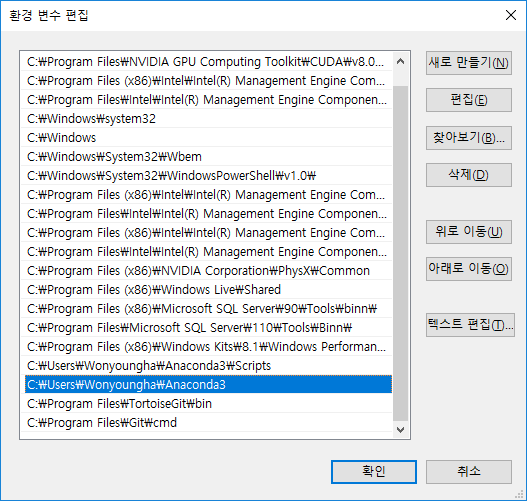 환경 변수 편집
C:₩Program Files₩NVIDIA GPU Computing Toolkit₩CUDA₩v8.0...
C:₩Program Files (x86)₩Intel₩Intel(R) Management Engine Com...
C:₩Program Files₩Intel₩Intel(R) Management Engine Componen...
C:₩Windows₩system32
C:₩Windows
C:₩Windows₩System32₩Wbem
C:₩Windows₩System32₩WindowsPowerShell₩v1.0₩
C:₩Program Files (x86)₩Intel₩Intel(R) Management Engine Com...
C:₩Program Files₩Intel₩Intel(R) Management Engine Componen...
C:₩Program Files (x86)₩Intel₩Intel(R) Management Engine Com...
C:₩Program Files₩Intel₩Intel(R) Management Engine Componen...
C:₩Program Files (x86)₩NVIDIA Corporation₩PhysX₩Common
C:₩Program Files (x86)₩Windows Live₩Shared
C:₩Program Files (x86)₩Microsoft SQL Server₩90₩Tools₩binn₩
C:₩Program Files₩Microsoft SQL Server₩110₩Tools₩Binn₩
C:₩Program Files (x86)₩Windows Kits₩8.1₩Windows Performan...
C:₩Users₩Wonyoungha₩Anaconda3₩Scripts
C:₩Users₩Wonyoungha₩Anaconda3
C:₩Program Files₩TortoiseGit₩bin
C:₩Program Files₩Git₩cmd
새로 만들기(N)
편집(E)
찾아보기(B)...
삭제(D)
위로 이동(U)
아래로 이동(O)
텍스트 편집(T)...
확인
취소